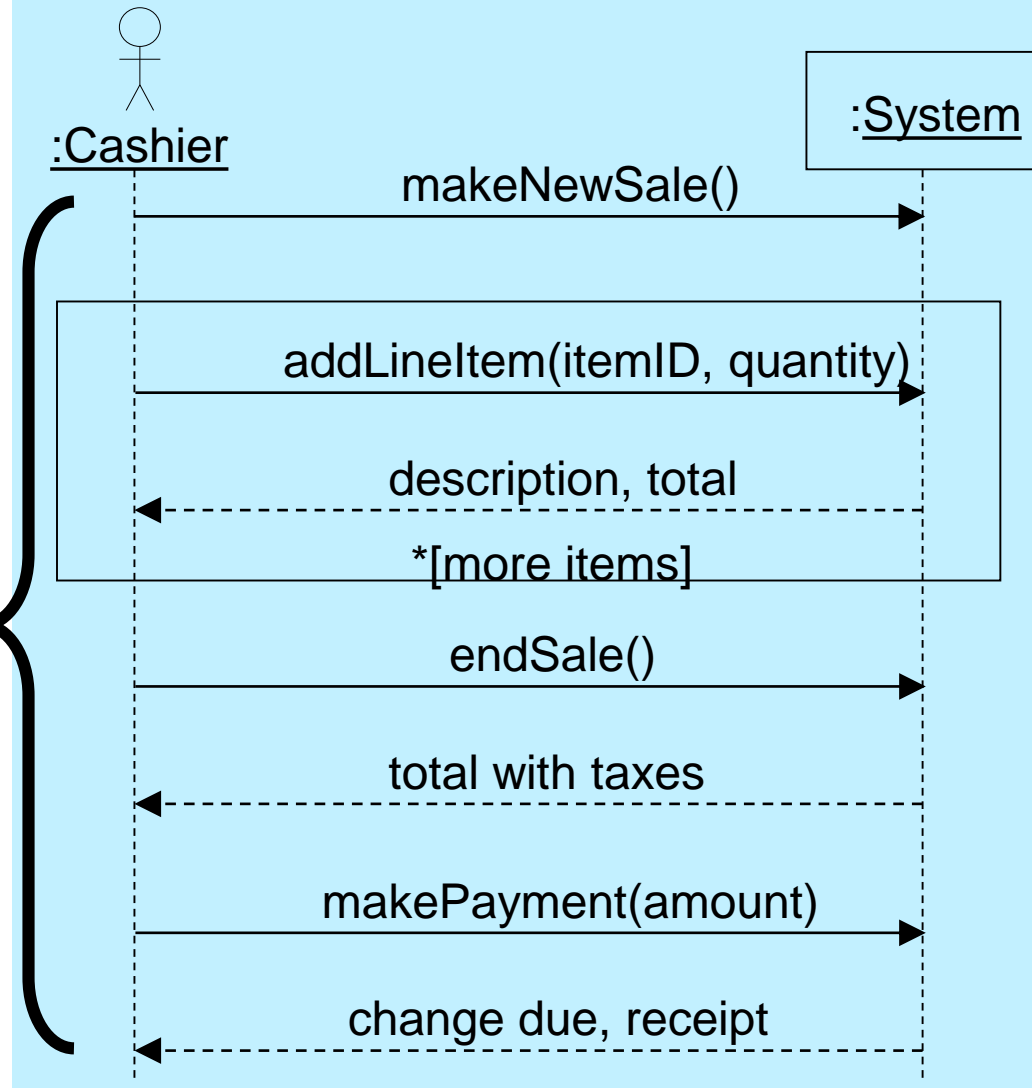 :System
:Cashier
makeNewSale()
addLineItem(itemID, quantity)
description, total
*[more items]
endSale()
total with taxes
makePayment(amount)
change due, receipt